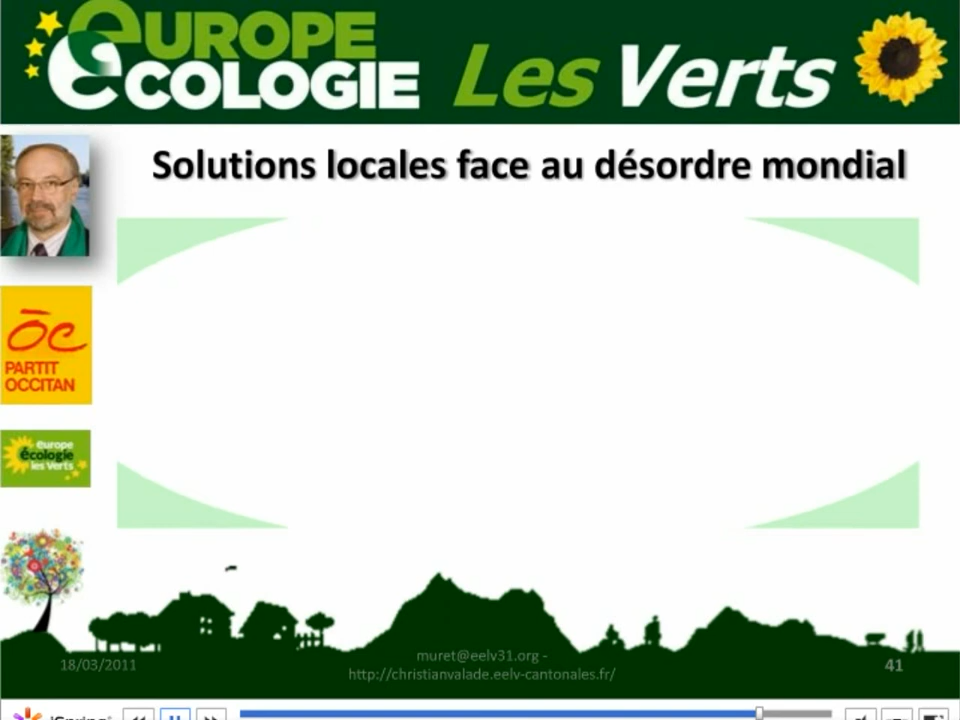 EUROPE
ECOLOGIE Les Verts
Solutions locales face au désordre mondial
òc
PARTIT
OCCITAN
europe
écologie
les Verts
18/03/2011
muret@eelv31.org -
http://christianvalade.eelv-cantonales.fr/
41
iSpring